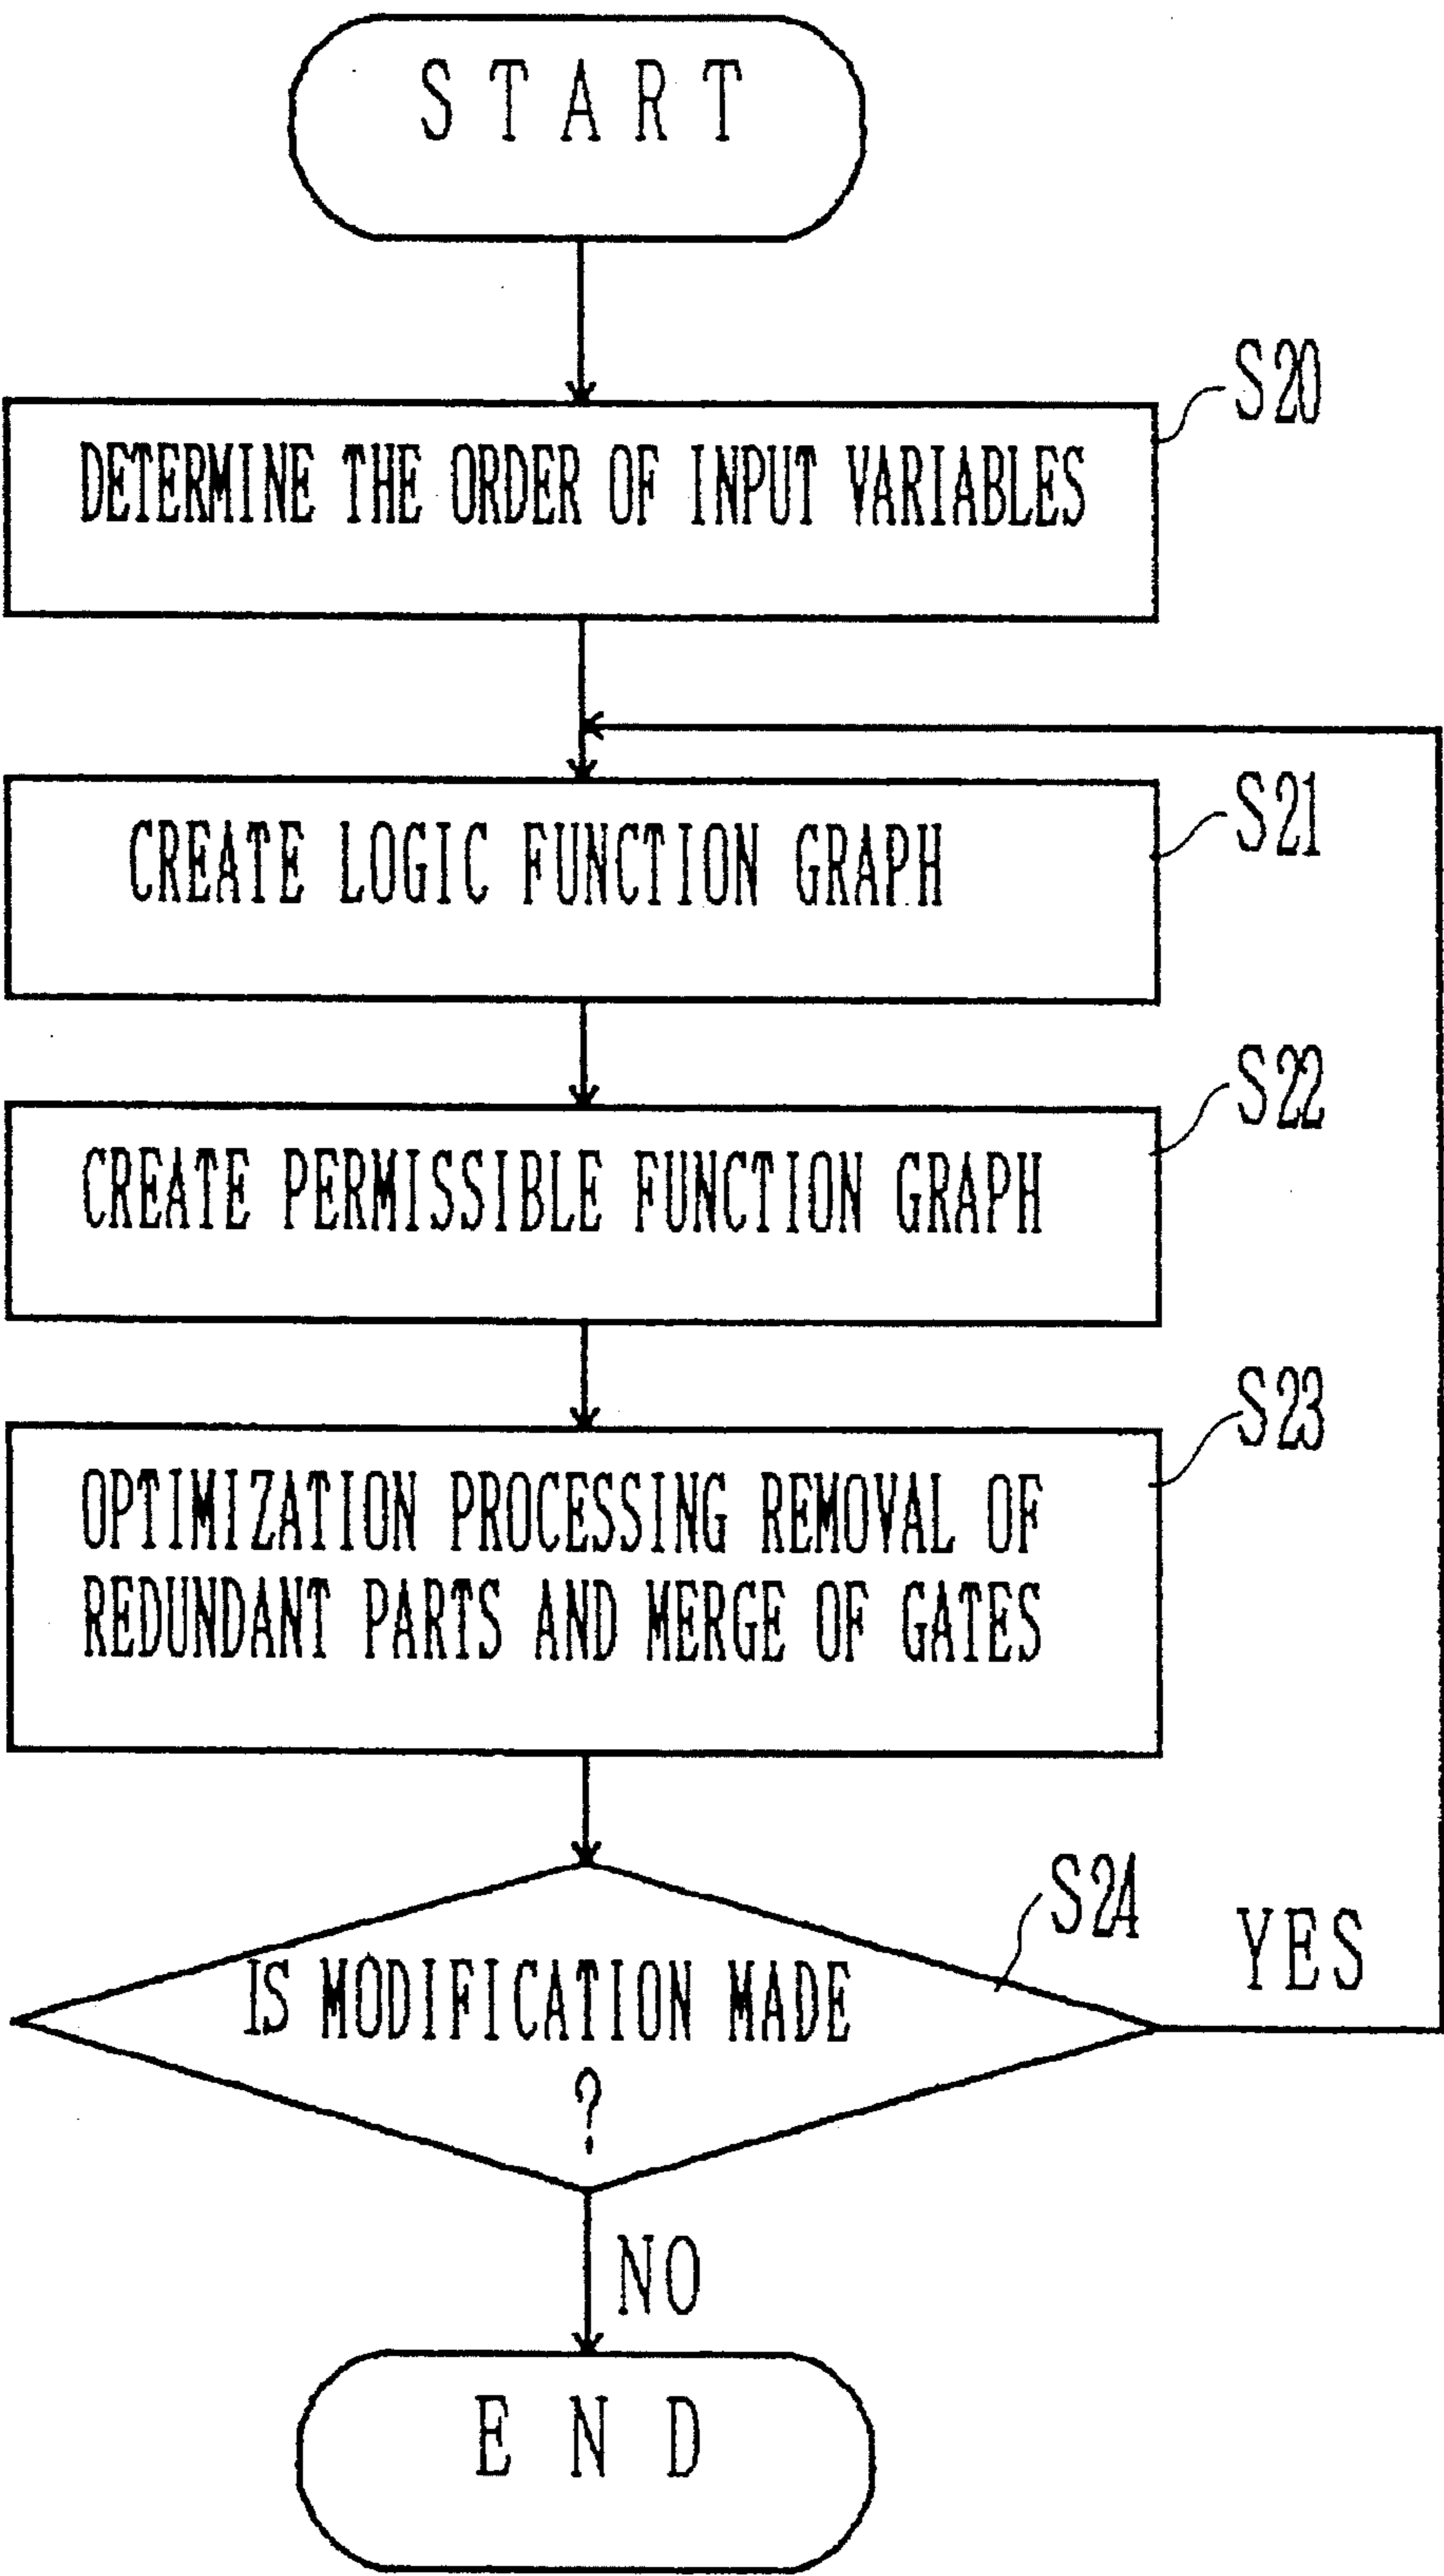 START
S20
DETERMINE THE ORDER OF INPUT VARIABLES
S21
CREATE LOGIC FUNCTION GRAPH
S22
CREATE PERMISSIBLE FUNCTION GRAPH
S23
OPTIMIZATION PROCESSING REMOVAL OF
REDUNDANT PARTS AND MERGE OF GATES
S24
YES
IS MODIFICATION MADE
?
NO
END